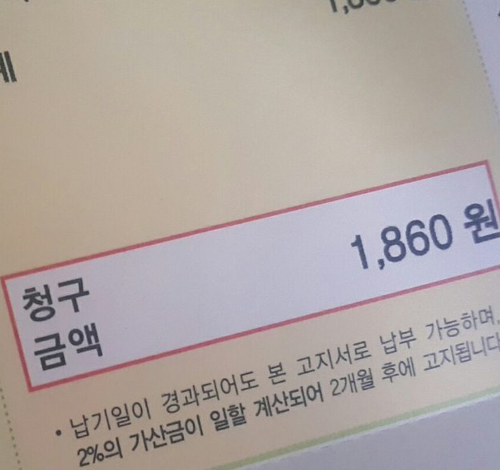 계
청구
금액
1,860 원
• 납기일이 경과되어도 본 고지서로 납부 가능하며,
2%의 가산금이 일할 계산되어 2개월 후에 고지됩니다